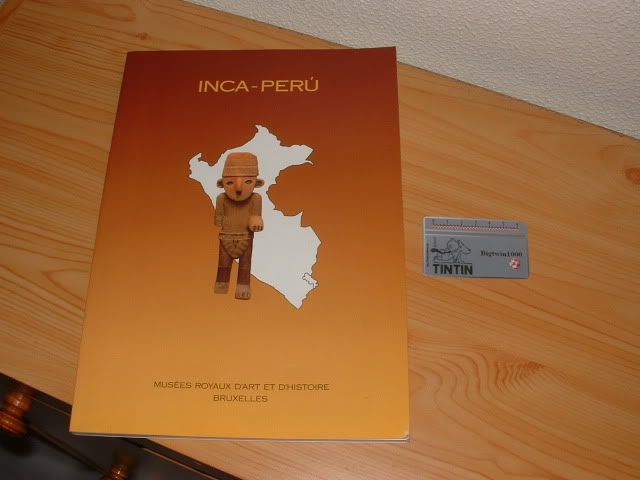 INCA-PERÚ
MUSÉES ROYAUX D'ART ET D'HISTOIRE
BRUXELLES
Bigtwin1000
TINTIN